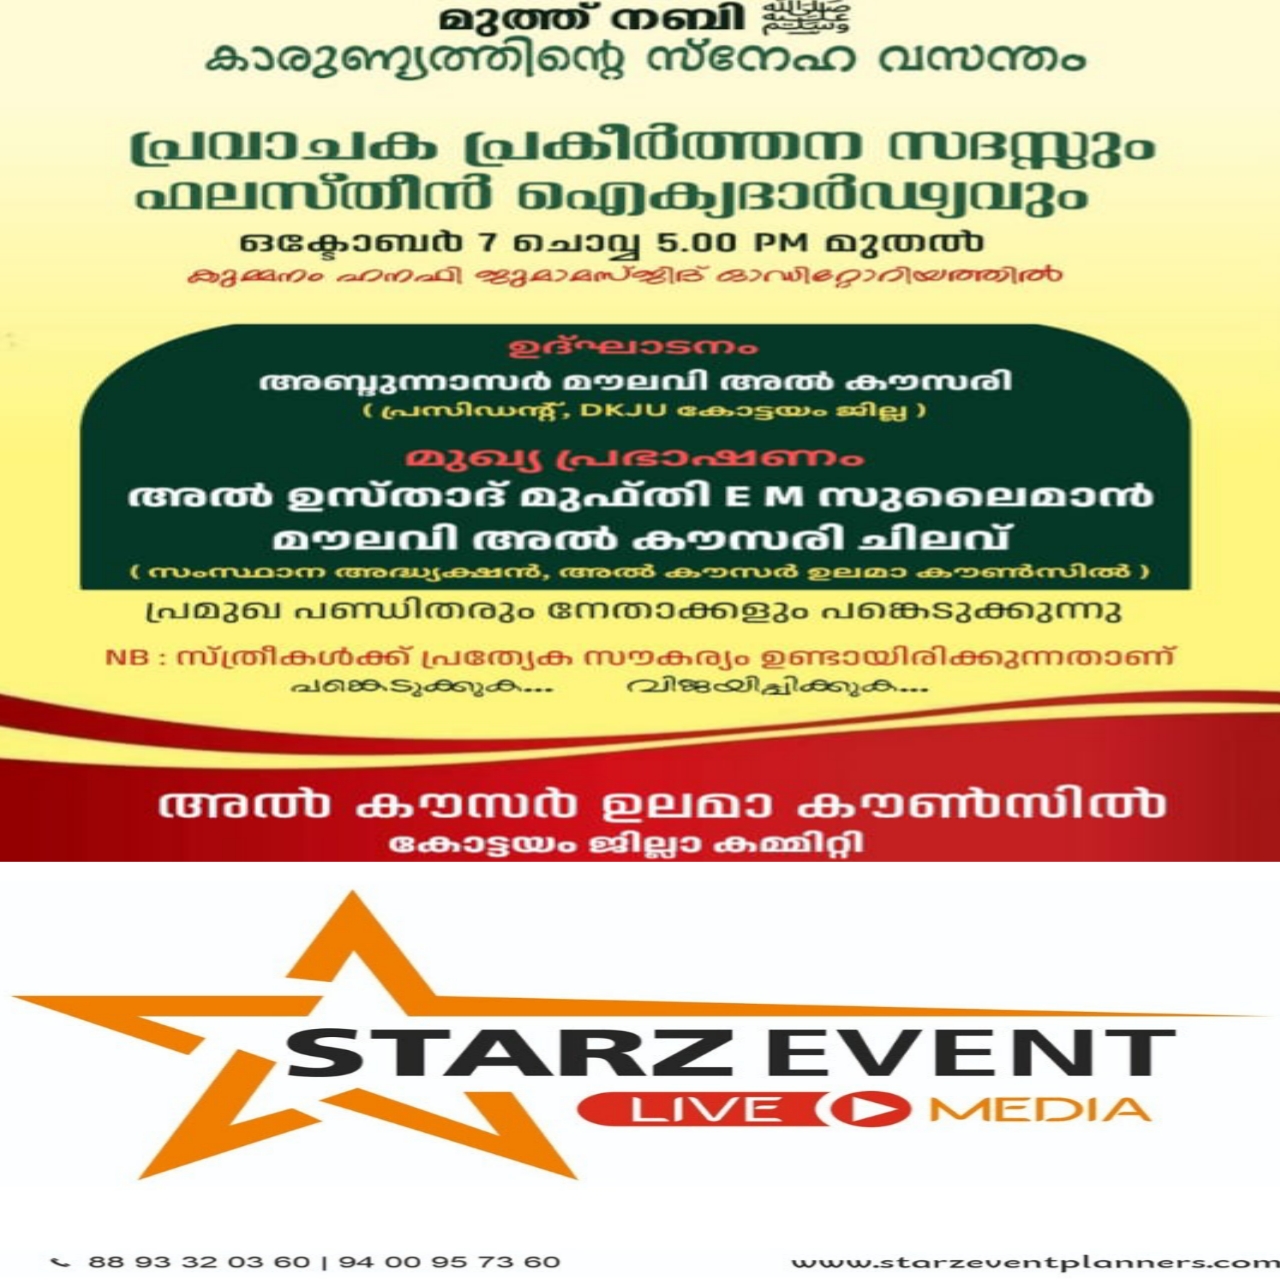 മുത്ത് നബി ﷺ
കാരുണ്യത്തിന്റെ സ്നേഹ വസന്തം
പ്രവാചക പ്രകീർത്തന സദസ്സും
ഫലസ്തീൻ ഐക്യദാർഢ്യവും
ഒക്ടോബർ 7 ചൊവ്വ 5.00 PM മുതൽ
കുമ്മനം ഹനഫി ജുമാമസ്ജിദ് ഓഡിറ്റോറിയത്തിൽ
ഉദ്ഘാടനം
അബ്ദുന്നാസർ മൗലവി അൽ കൗസരി
( പ്രസിഡന്റ്, DKJU കോട്ടയം ജില്ല )
മുഖ്യ പ്രഭാഷണം
അൽ ഉസ്താദ് മുഫ്തി E M സുലൈമാൻ
മൗലവി അൽ കൗസരി ചിലവ്
( സംസ്ഥാന അദ്ധ്യക്ഷൻ, അൽ കൗസർ ഉലമാ കൗൺസിൽ )
പ്രമുഖ പണ്ഡിതരും നേതാക്കളും പങ്കെടുക്കുന്നു
NB : സ്ത്രീകൾക്ക് പ്രത്യേക സൗകര്യം ഉണ്ടായിരിക്കുന്നതാണ്
പങ്കെടുക്കുക... വിജയിപ്പിക്കുക...
അൽ കൗസർ ഉലമാ കൗൺസിൽ
കോട്ടയം ജില്ലാ കമ്മിറ്റി
STARZ EVENT
LIVE MEDIA
88 93 32 03 60 | 94 00 95 73 60
www.starzeventplanners.com